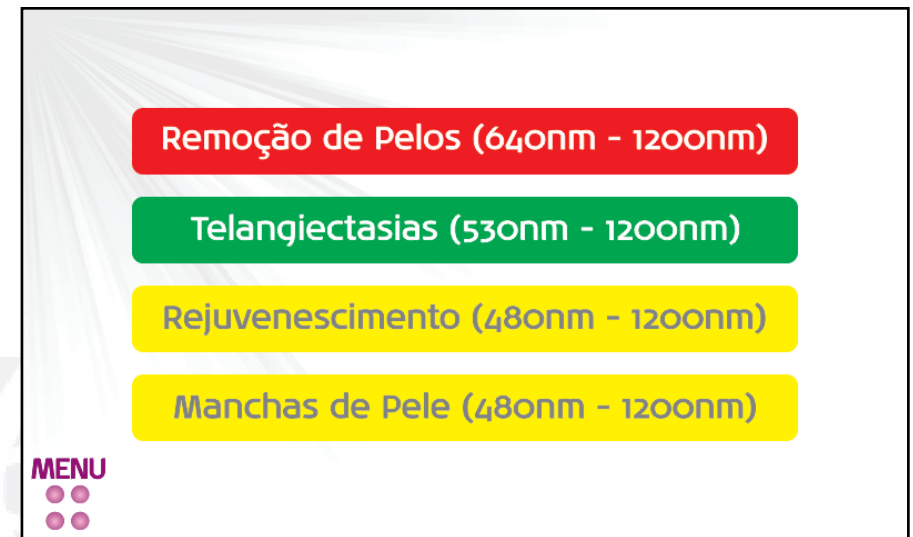 Remoção de Pelos (640nm - 1200nm)
Telangiectasias (530nm - 1200nm)
Rejuvenescimento (480nm - 1200nm)
Manchas de Pele (480nm - 1200nm)
MENU